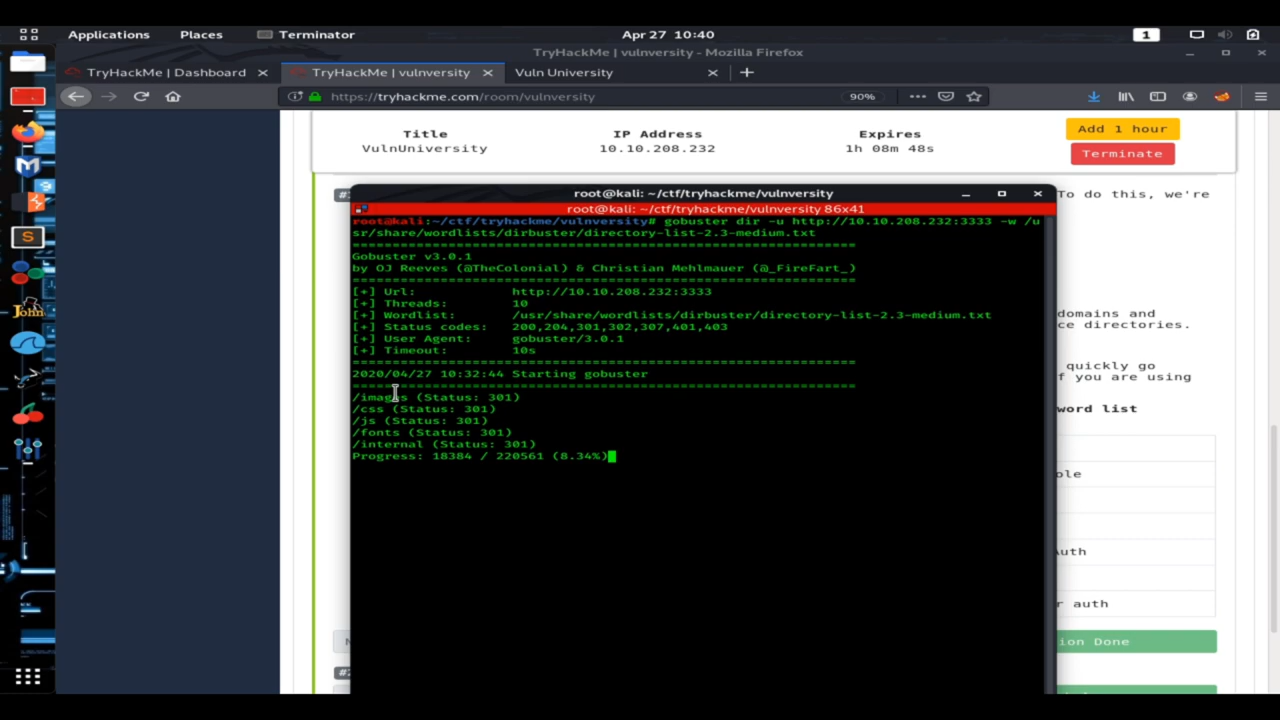 Applications Places Terminator Apr 27 10:40 1
TryHackMe | vulnversity - Mozilla Firefox
TryHackMe | Dashboard TryHackMe | vulnversity Vuln University
https://tryhackme.com/room/vulnversity 90%
Title IP Address Expires Add 1 hour
VulnUniversity 10.10.208.232 1h 08m 48s Terminate
root@kali: ~/ctf/tryhackme/vulnversity To do this, we're
root@kali: ~/ctf/tryhackme/vulnversity 86x41
root@kali:~/ctf/tryhackme/vulnversity# gobuster dir -u http://10.10.208.232:3333 -w /u
sr/share/wordlists/dirbuster/directory-list-2.3-medium.txt
===============================================================
Gobuster v3.0.1
by OJ Reeves (@TheColonial) & Christian Mehlmauer (@_FireFart_)
===============================================================
[+] Url: http://10.10.208.232:3333
[+] Threads: 10
[+] Wordlist: /usr/share/wordlists/dirbuster/directory-list-2.3-medium.txt
[+] Status codes: 200,204,301,302,307,401,403
[+] User Agent: gobuster/3.0.1
[+] Timeout: 10s
===============================================================
2020/04/27 10:32:44 Starting gobuster
===============================================================
/images (Status: 301)
/css (Status: 301)
/js (Status: 301)
/fonts (Status: 301)
/internal (Status: 301)
Progress: 18384 / 220561 (8.34%)
domains and
ce directories.
quickly go
f you are using
word list
ole
Auth
r auth
ion Done